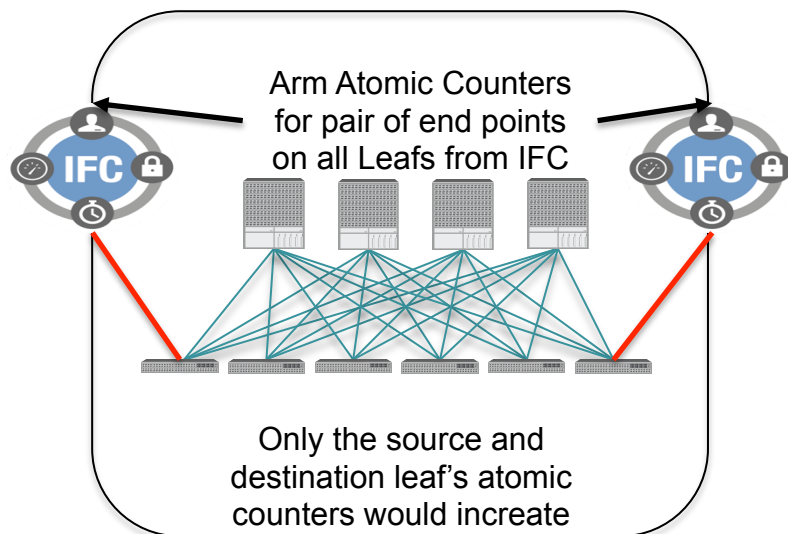 Arm Atomic Counters
for pair of end points
on all Leafs from IFC
IFC
IFC
Only the source and
destination leaf's atomic
counters would increate